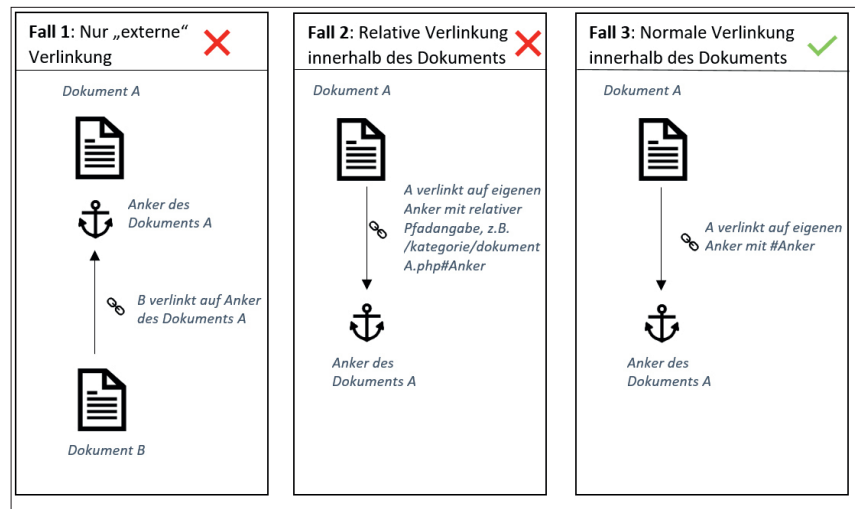 Fall 1: Nur „externe“
Verlinkung
Dokument A
Anker des
Dokuments A
B verlinkt auf Anker
des Dokuments A
Dokument B
Fall 2: Relative Verlinkung
innerhalb des Dokuments
Dokument A
A verlinkt auf eigenen
Anker mit relativer
Pfadangabe, z.B.
/kategorie/dokument
A.php#Anker
Anker des
Dokuments A
Fall 3: Normale Verlinkung
innerhalb des Dokuments
Dokument A
A verlinkt auf eigenen
Anker mit #Anker
Anker des
Dokuments A